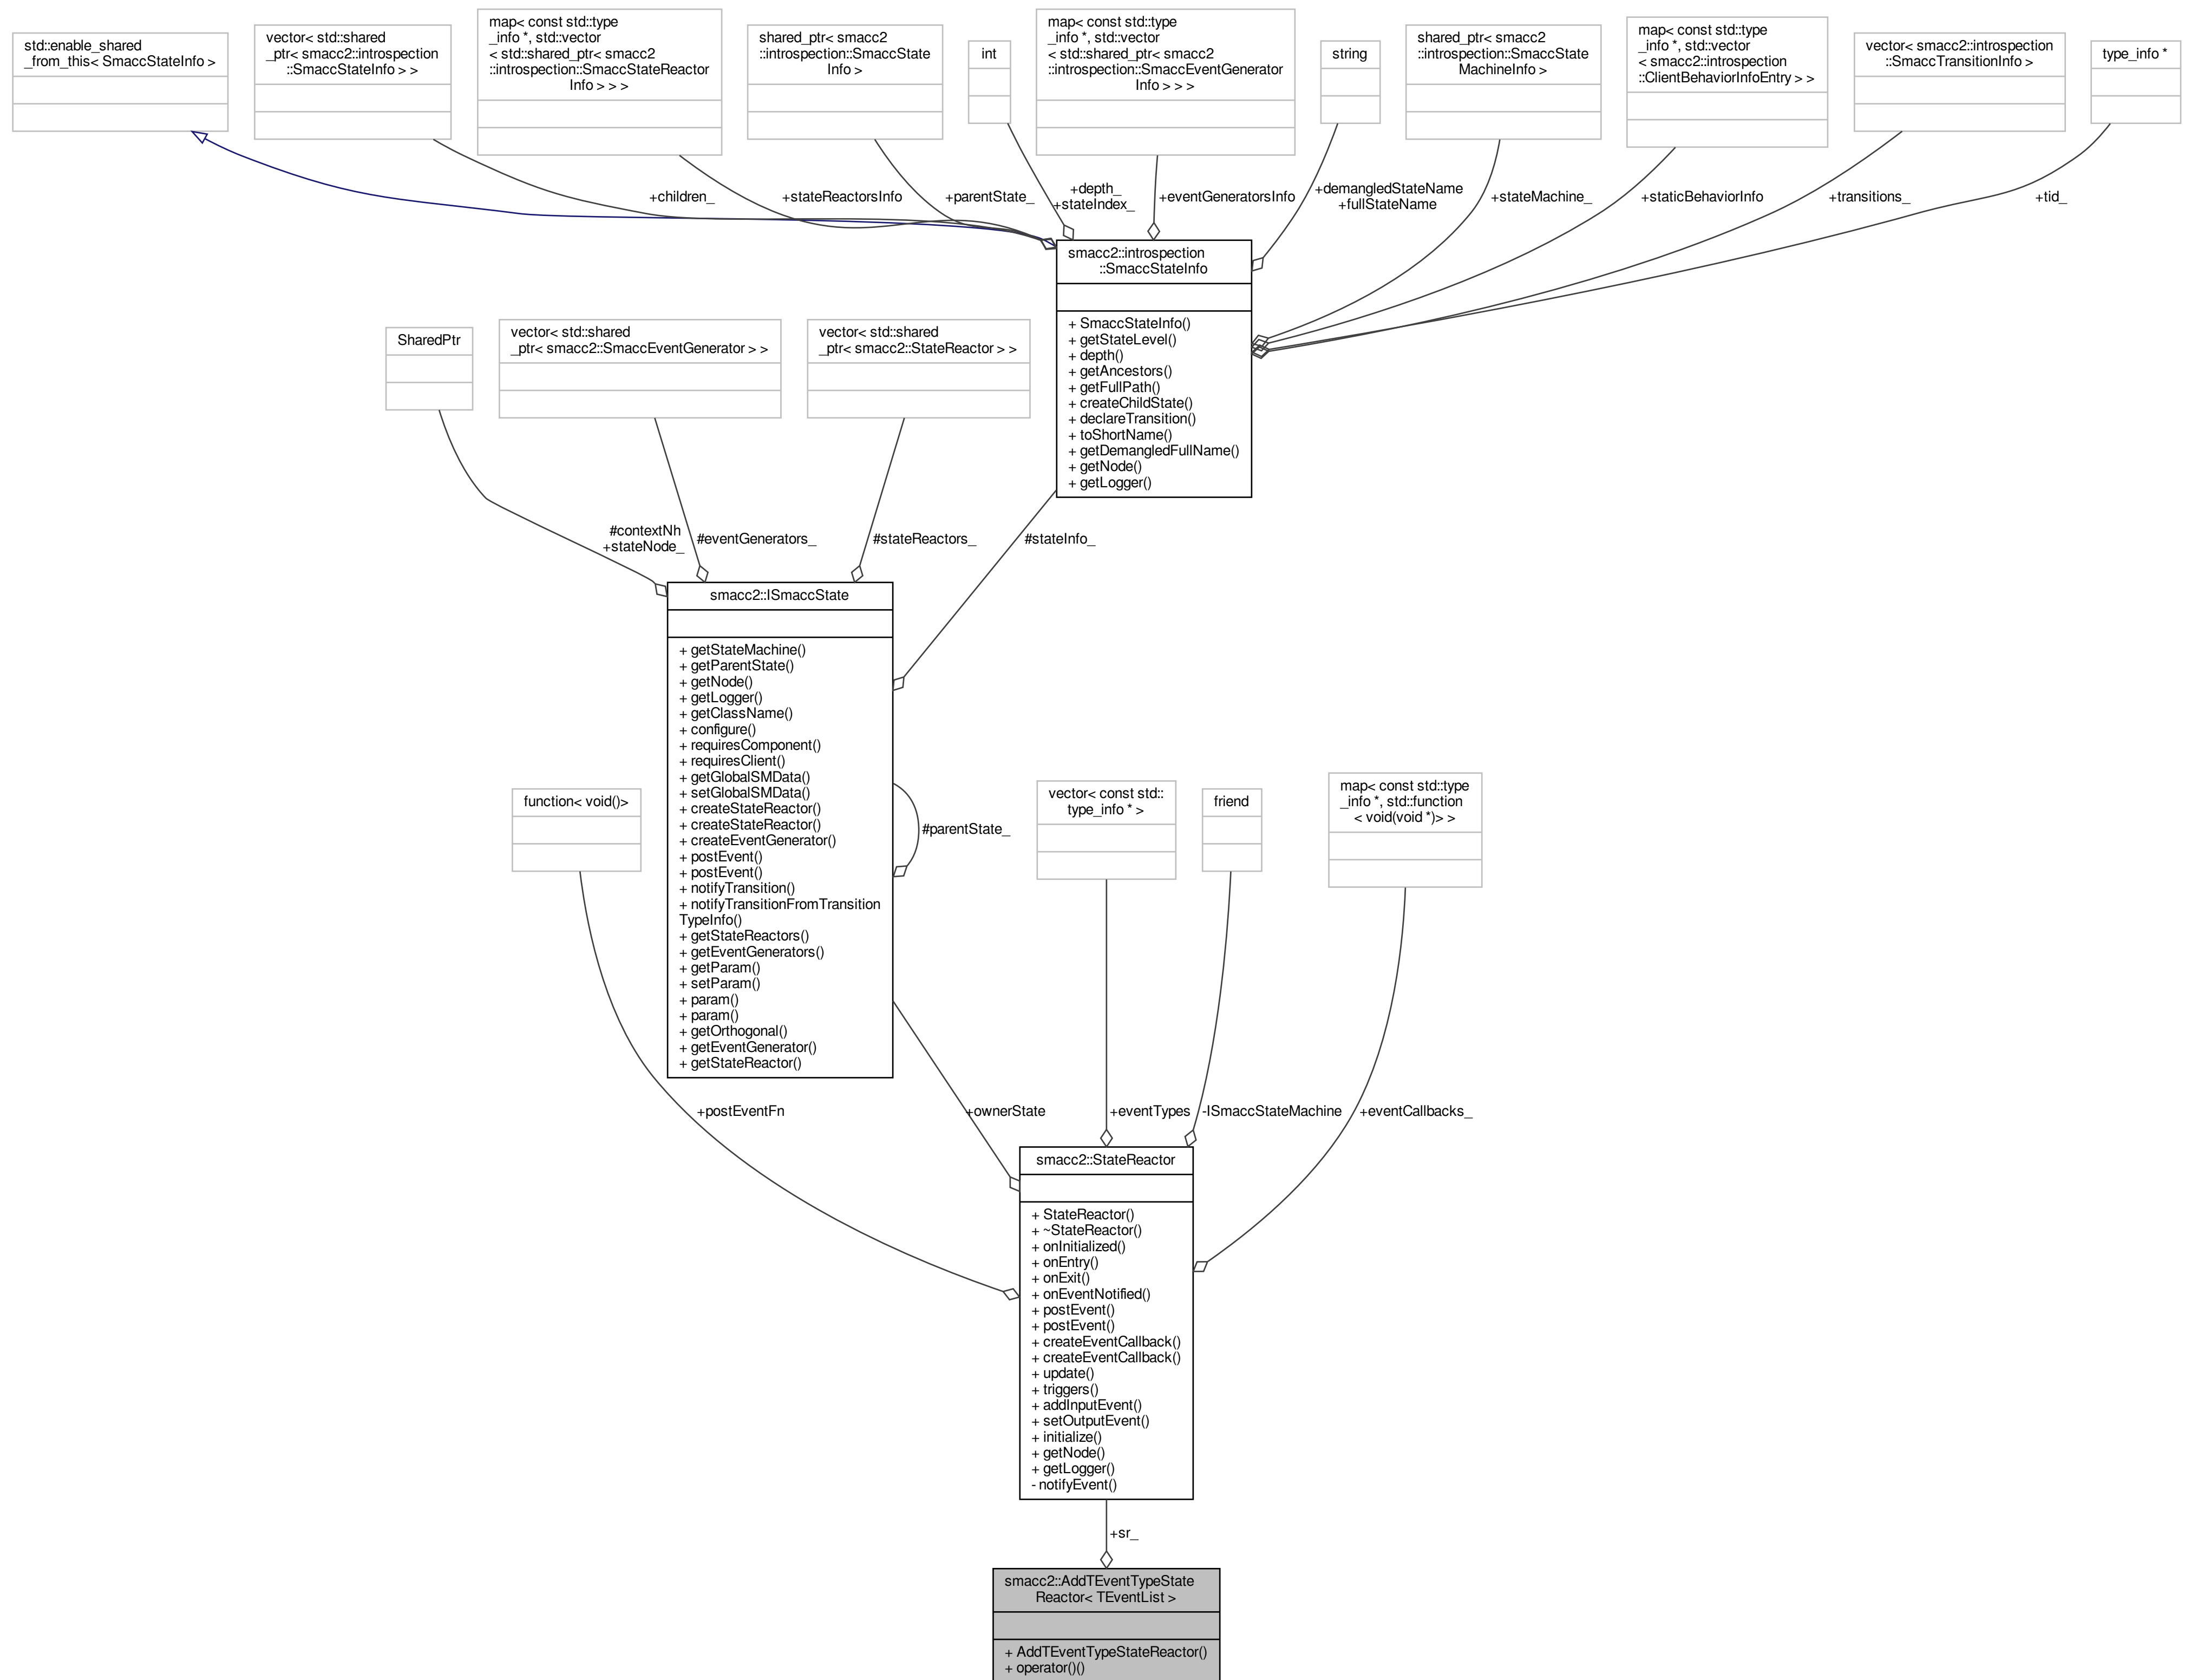 std::enable_shared
_from_this< SmaccStateInfo >
vector< std::shared
_ptr< smacc2::introspection
::SmaccStateInfo > >
map< const std::type
_info *, std::vector
< std::shared_ptr< smacc2
::introspection::SmaccStateReactor
Info > > >
shared_ptr< smacc2
::introspection::SmaccState
Info >
int
map< const std::type
_info *, std::vector
< std::shared_ptr< smacc2
::introspection::SmaccEventGenerator
Info > > >
string
shared_ptr< smacc2
::introspection::SmaccState
MachineInfo >
map< const std::type
_info *, std::vector
< smacc2::introspection
::ClientBehaviorInfoEntry > >
vector< smacc2::introspection
::SmaccTransitionInfo >
type_info *
+children_
+stateReactorsInfo
+parentState_
+depth_
+stateIndex_
+eventGeneratorsInfo
+demangledStateName
+fullStateName
+stateMachine_
+staticBehaviorInfo
+transitions_
+tid_
smacc2::introspection
::SmaccStateInfo
+ SmaccStateInfo()
+ getStateLevel()
+ depth()
+ getAncestors()
+ getFullPath()
+ createChildState()
+ declareTransition()
+ toShortName()
+ getDemangledFullName()
+ getNode()
+ getLogger()
SharedPtr
vector< std::shared
_ptr< smacc2::SmaccEventGenerator > >
vector< std::shared
_ptr< smacc2::StateReactor > >
#contextNh
+stateNode_
#eventGenerators_
#stateReactors_
#stateInfo_
smacc2::ISmaccState
+ getStateMachine()
+ getParentState()
+ getNode()
+ getLogger()
+ getClassName()
+ configure()
+ requiresComponent()
+ requiresClient()
+ getGlobalSMData()
+ setGlobalSMData()
+ createStateReactor()
+ createStateReactor()
+ createEventGenerator()
+ postEvent()
+ postEvent()
+ notifyTransition()
+ notifyTransitionFromTransition
TypeInfo()
+ getStateReactors()
+ getEventGenerators()
+ getParam()
+ setParam()
+ param()
+ param()
+ getOrthogonal()
+ getEventGenerator()
+ getStateReactor()
#parentState_
function< void()>
vector< const std::
type_info * >
friend
map< const std::type
_info *, std::function
< void(void *)> >
+postEventFn
+ownerState
+eventTypes
-ISmaccStateMachine
+eventCallbacks_
smacc2::StateReactor
+ StateReactor()
+ ~StateReactor()
+ onInitialized()
+ onEntry()
+ onExit()
+ onEventNotified()
+ postEvent()
+ postEvent()
+ createEventCallback()
+ createEventCallback()
+ update()
+ triggers()
+ addInputEvent()
+ setOutputEvent()
+ initialize()
+ getNode()
+ getLogger()
- notifyEvent()
+sr_
smacc2::AddTEventTypeState
Reactor< TEventList >
+ AddTEventTypeStateReactor()
+ operator()()